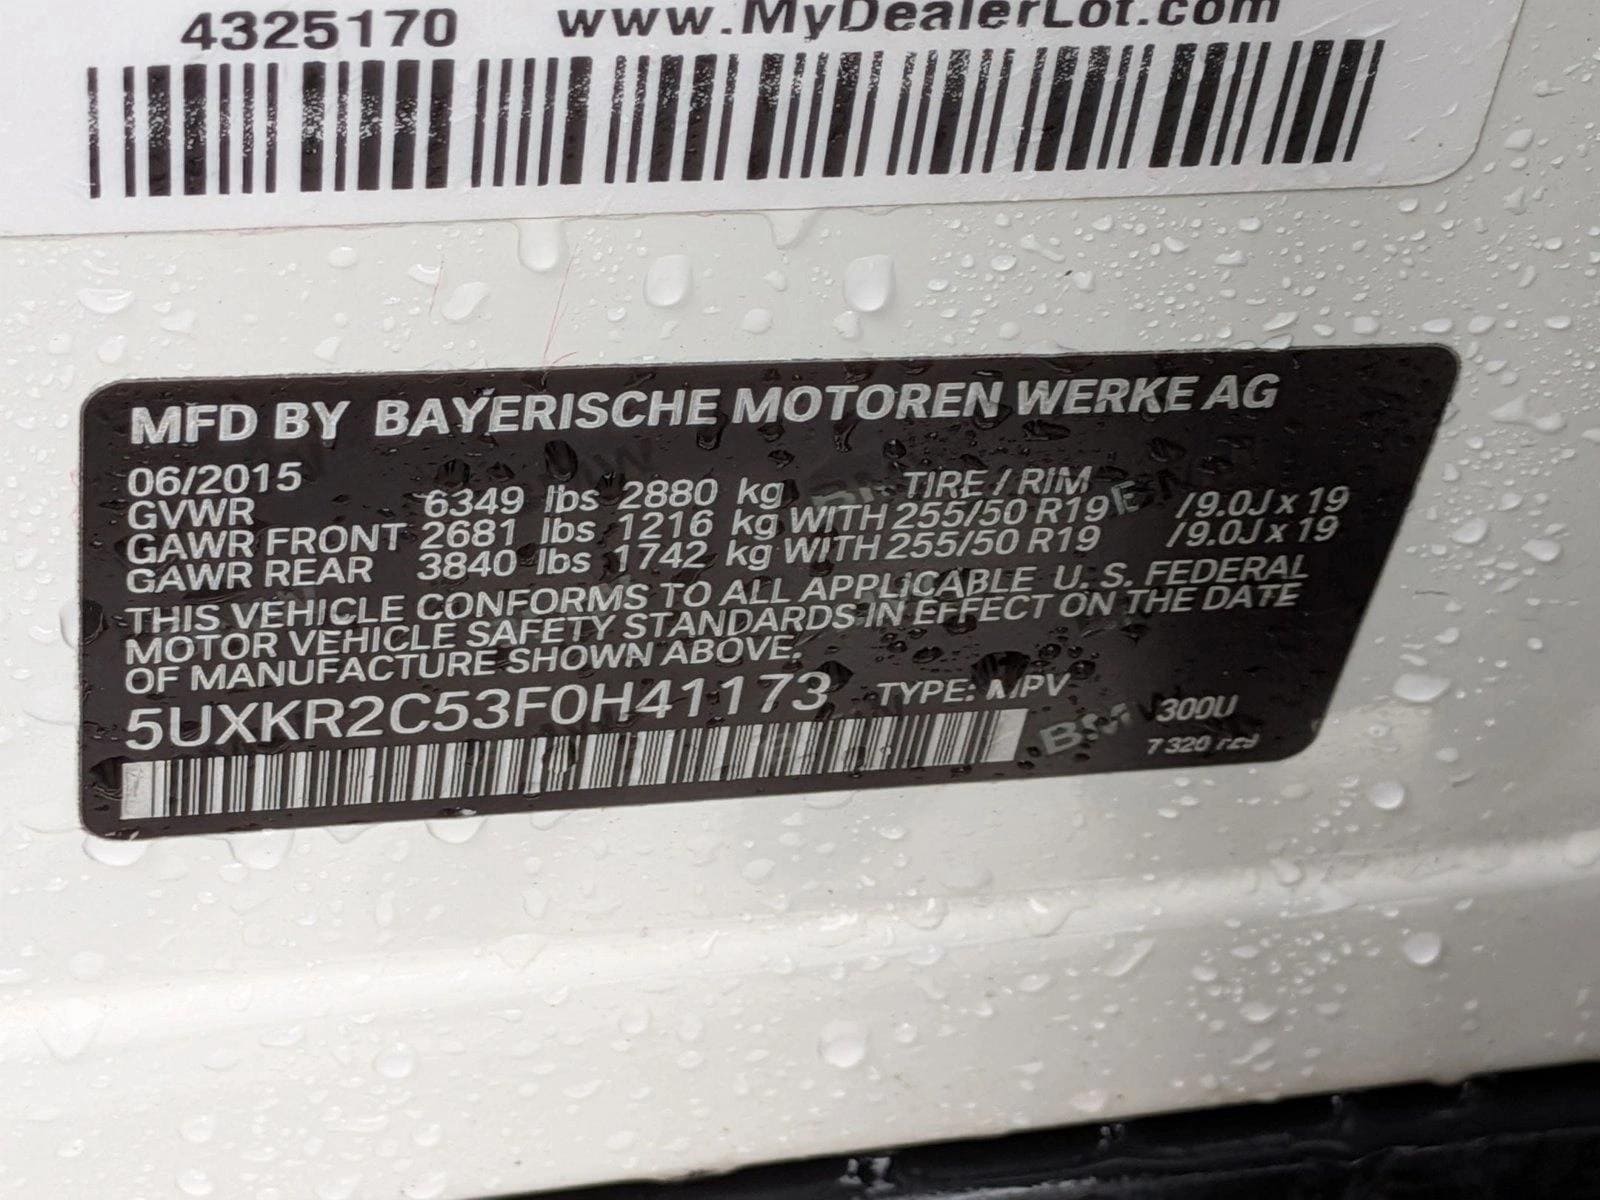 4325170 www.MyDealerLot.com
MFD BY BAYERISCHE MOTOREN WERKE AG
06/2015 TIRE / RIM
GVWR 6349 lbs 2880 kg
GAWR FRONT 2681 lbs 1216 kg WITH 255/50 R19 /9.0J x 19
GAWR REAR 3840 lbs 1742 kg WITH 255/50 R19 /9.0J x 19
THIS VEHICLE CONFORMS TO ALL APPLICABLE U. S. FEDERAL
MOTOR VEHICLE SAFETY STANDARDS IN EFFECT ON THE DATE
OF MANUFACTURE SHOWN ABOVE.
5UXKR2C53F0H41173 TYPE: MPV 300U
7 320